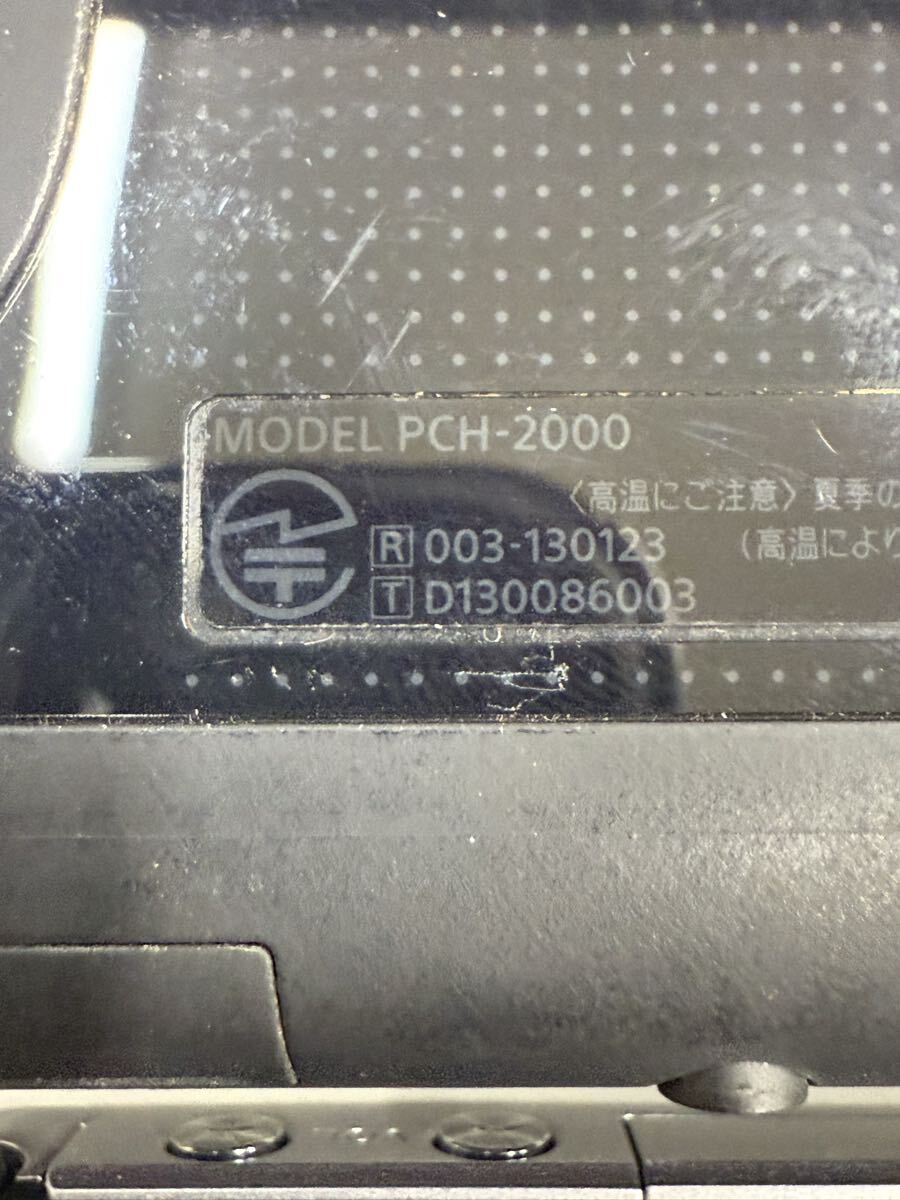 MODEL PCH-2000
〈高温にご注意〉夏季の
R 003-130123
(高温により
T D130086003